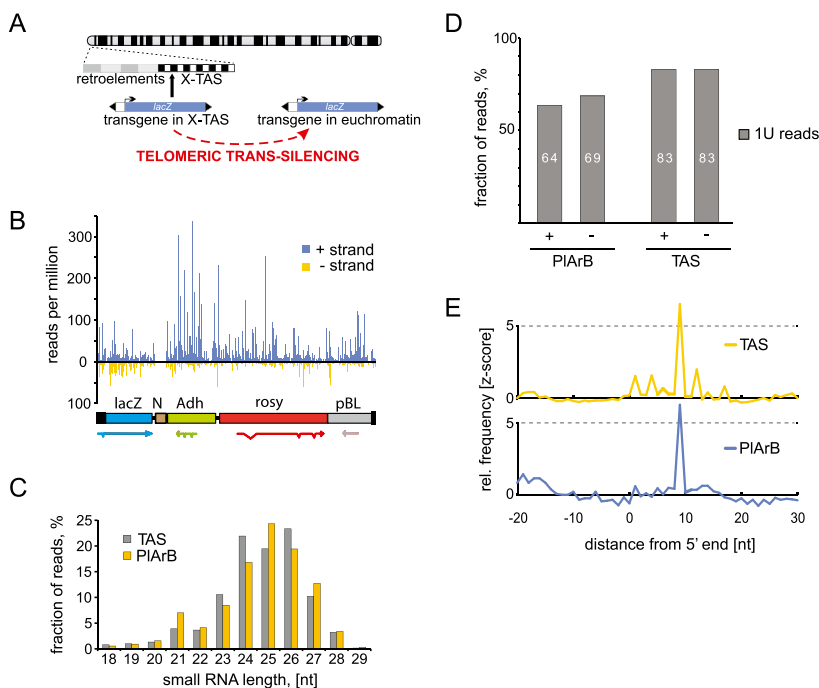 A
retroelements
X-TAS
lacZ
lacZ
transgene in X-TAS
transgene in euchromatin
TELOMERIC TRANS-SILENCING
B
reads per million
300
200
100
0
100
+ strand
- strand
lacZ N Adh rosy pBL
C
fraction of reads, %
25
20
15
10
5
0
TAS
PlArB
18 19 20 21 22 23 24 25 26 27 28 29
small RNA length, [nt]
D
fraction of reads, %
100
50
64 69 83 83
1U reads
+ - + -
PlArB TAS
E
rel. frequency [z-score]
5
0
TAS
5
0
PlArB
-20 -10 0 10 20 30
distance from 5' end [nt]